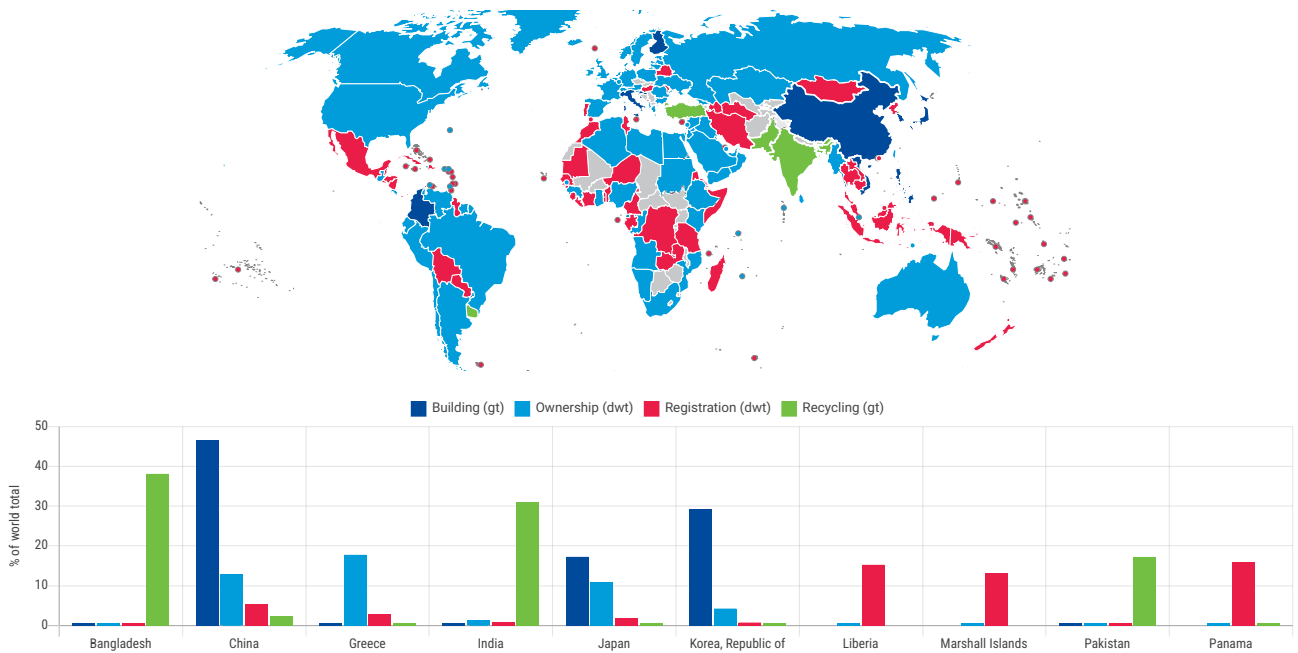 Building (gt) Ownership (dwt) Registration (dwt) Recycling (gt)
% of world total
50
40
30
20
10
0
Bangladesh China Greece India Japan Korea, Republic of Liberia Marshall Islands Pakistan Panama